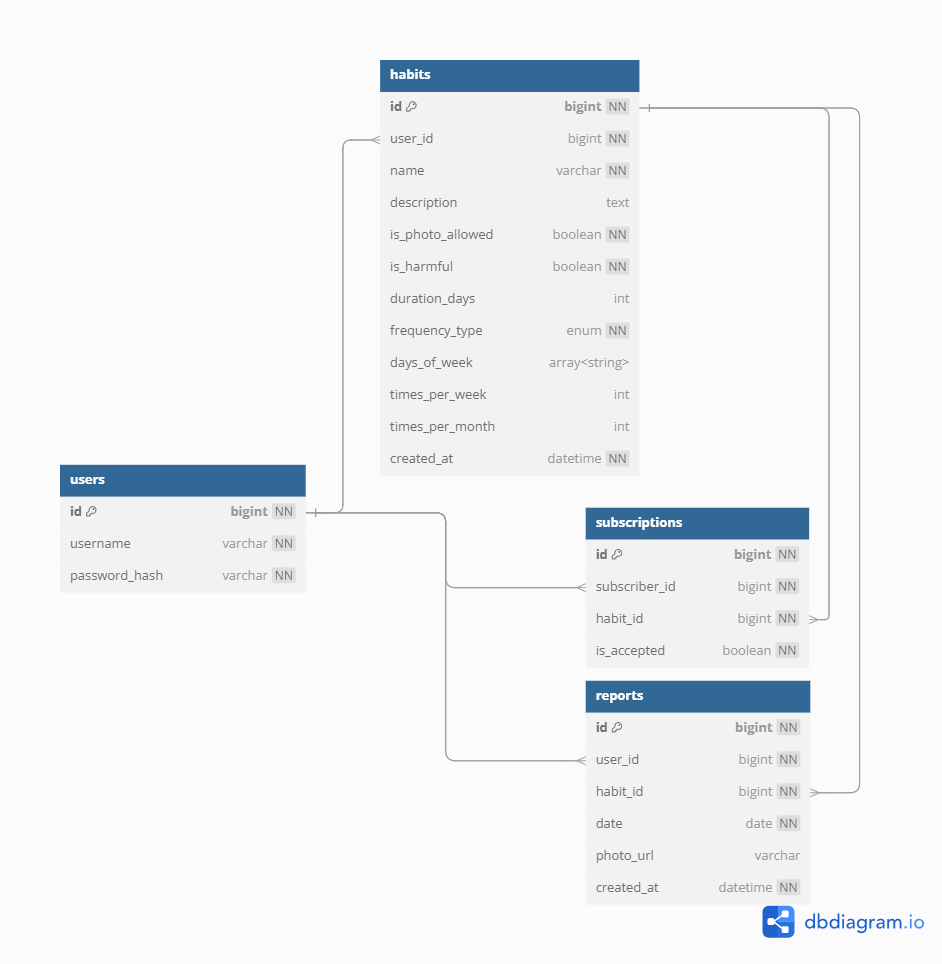 habits
id bigint NN
user_id bigint NN
name varchar NN
description text
is_photo_allowed boolean NN
is_harmful boolean NN
duration_days int
frequency_type enum NN
days_of_week array<string>
times_per_week int
times_per_month int
created_at datetime NN
users
id bigint NN
username varchar NN
password_hash varchar NN
subscriptions
id bigint NN
subscriber_id bigint NN
habit_id bigint NN
is_accepted boolean NN
reports
id bigint NN
user_id bigint NN
habit_id bigint NN
date date NN
photo_url varchar
created_at datetime NN
dbdiagram.io